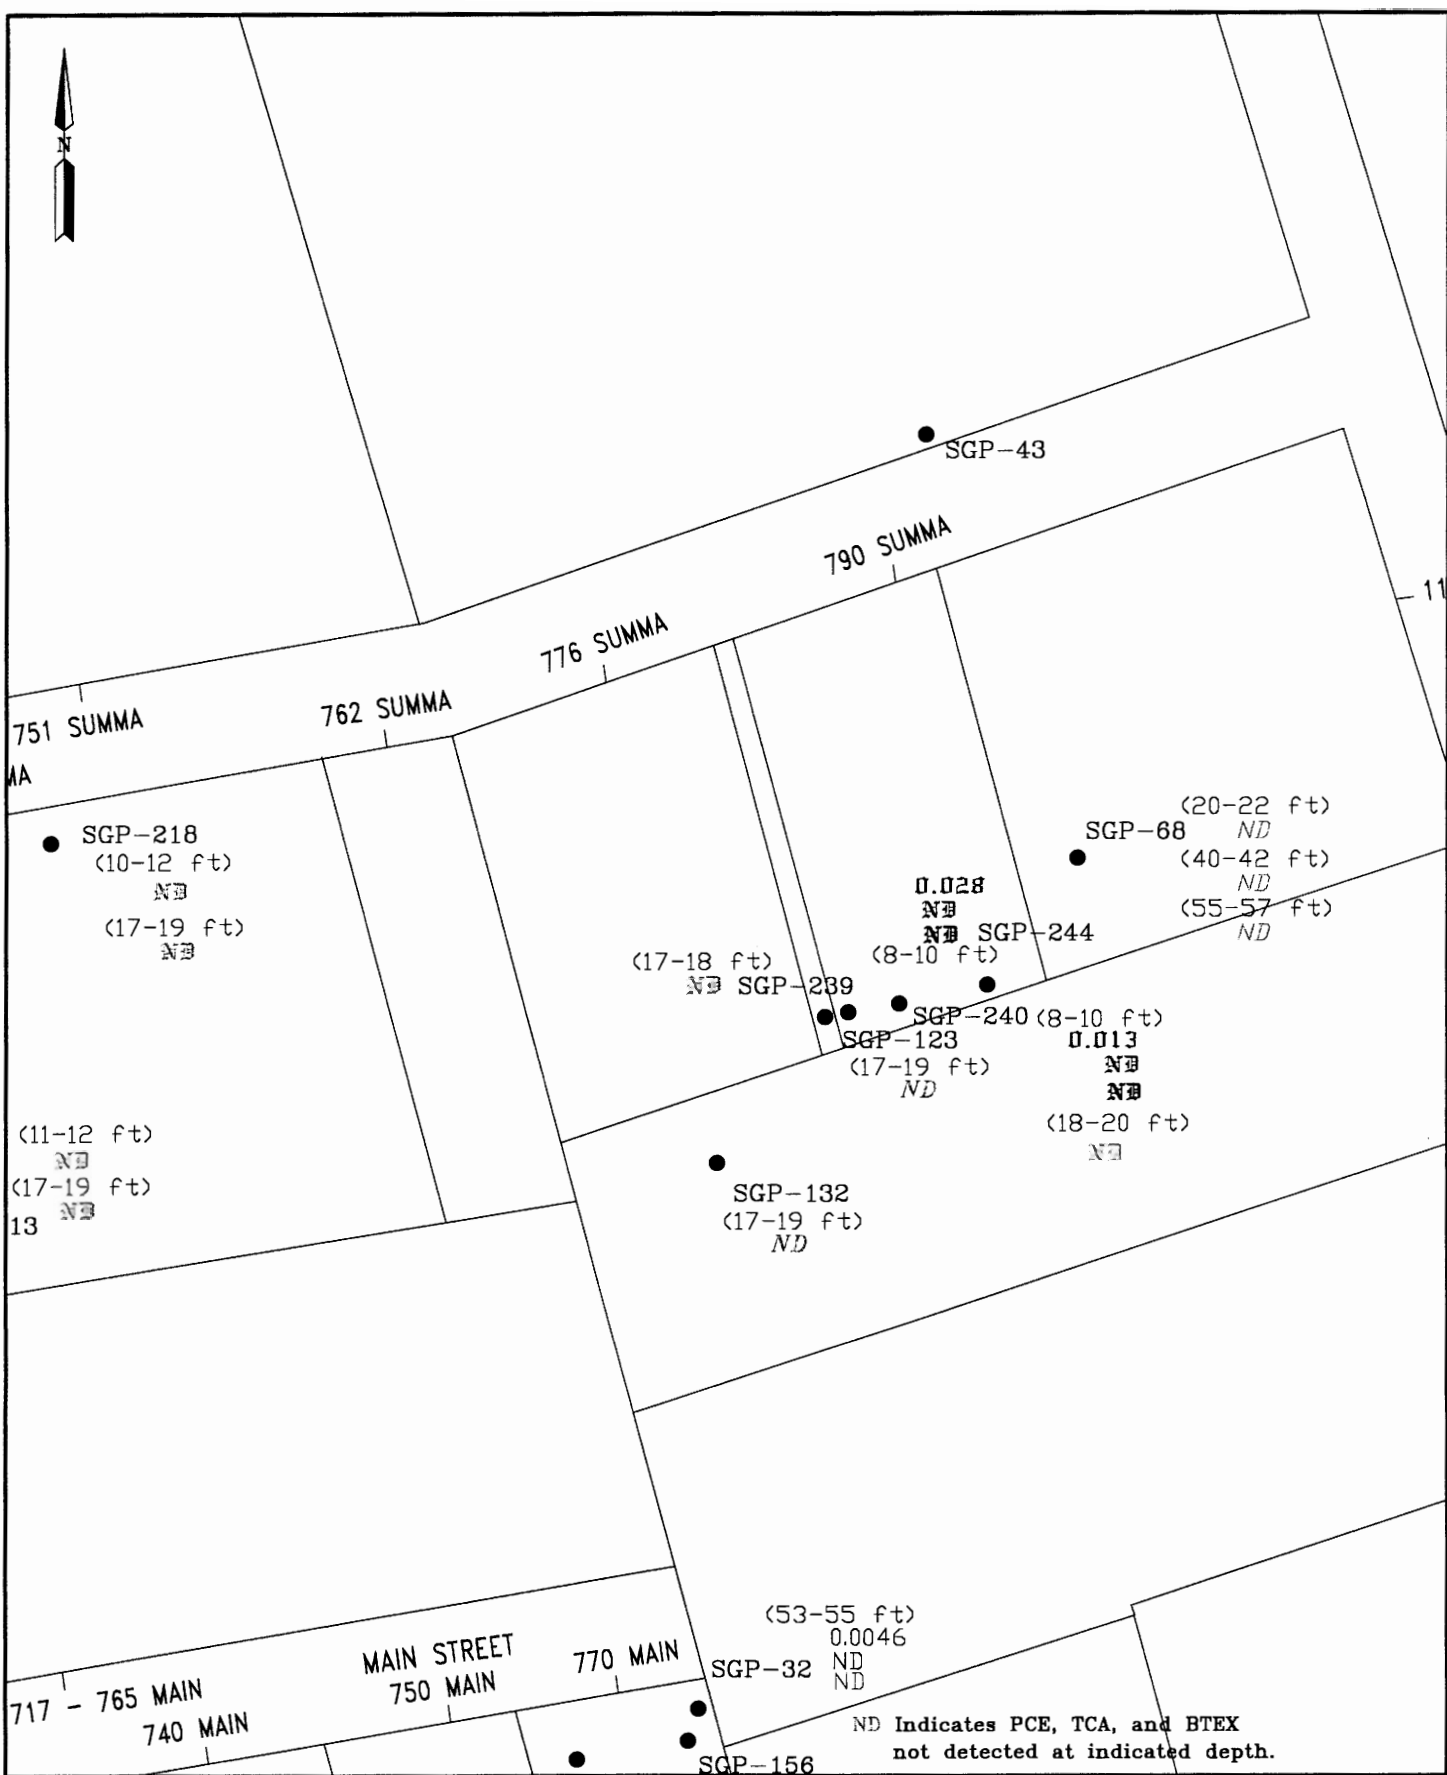 N
SGP-43
790 SUMMA
11
776 SUMMA
762 SUMMA
751 SUMMA
MA
SGP-218
(10-12 ft)
ND
(17-19 ft)
ND
(20-22 ft)
SGP-68 ND
(40-42 ft)
ND
(55-57 ft)
ND
0.028
ND
ND SGP-244
(8-10 ft)
(17-18 ft)
ND SGP-239
SGP-240 (8-10 ft)
0.013
ND
ND
(18-20 ft)
ND
SGP-123
(17-19 ft)
ND
(11-12 ft)
ND
(17-19 ft)
ND
13
SGP-132
(17-19 ft)
ND
(53-55 ft)
0.0046
SGP-32 ND
ND
MAIN STREET
770 MAIN
750 MAIN
717 - 765 MAIN
740 MAIN
SGP-156
ND Indicates PCE, TCA, and BTEX
not detected at indicated depth.